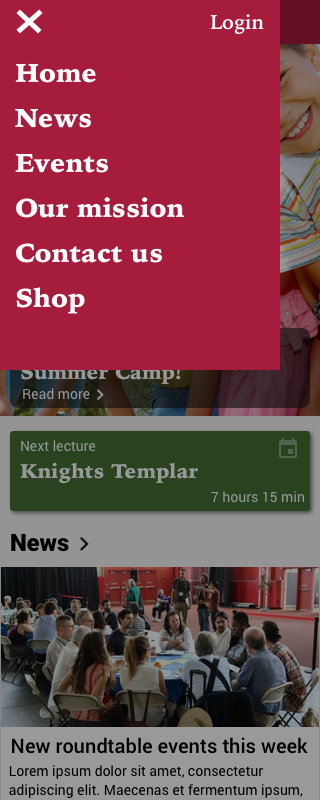 Login
Home
News
Events
Our mission
Contact us
Shop
Summer Camp!
Read more
Next lecture
Knights Templar
7 hours 15 min
News
New roundtable events this week
Lorem ipsum dolor sit amet, consectetur
adipiscing elit. Maecenas et fermentum ipsum,